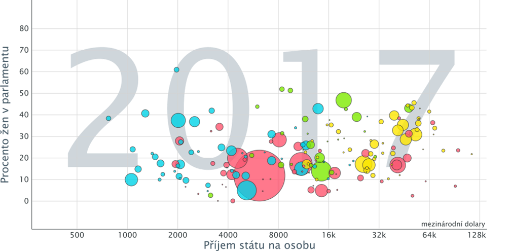 2017
Procento žen v parlamentu
80
70
60
50
40
30
20
10
0
mezinárodní dolary
500 1000 2000 4000 8000 16k 32k 64k 128k
Příjem státu na osobu